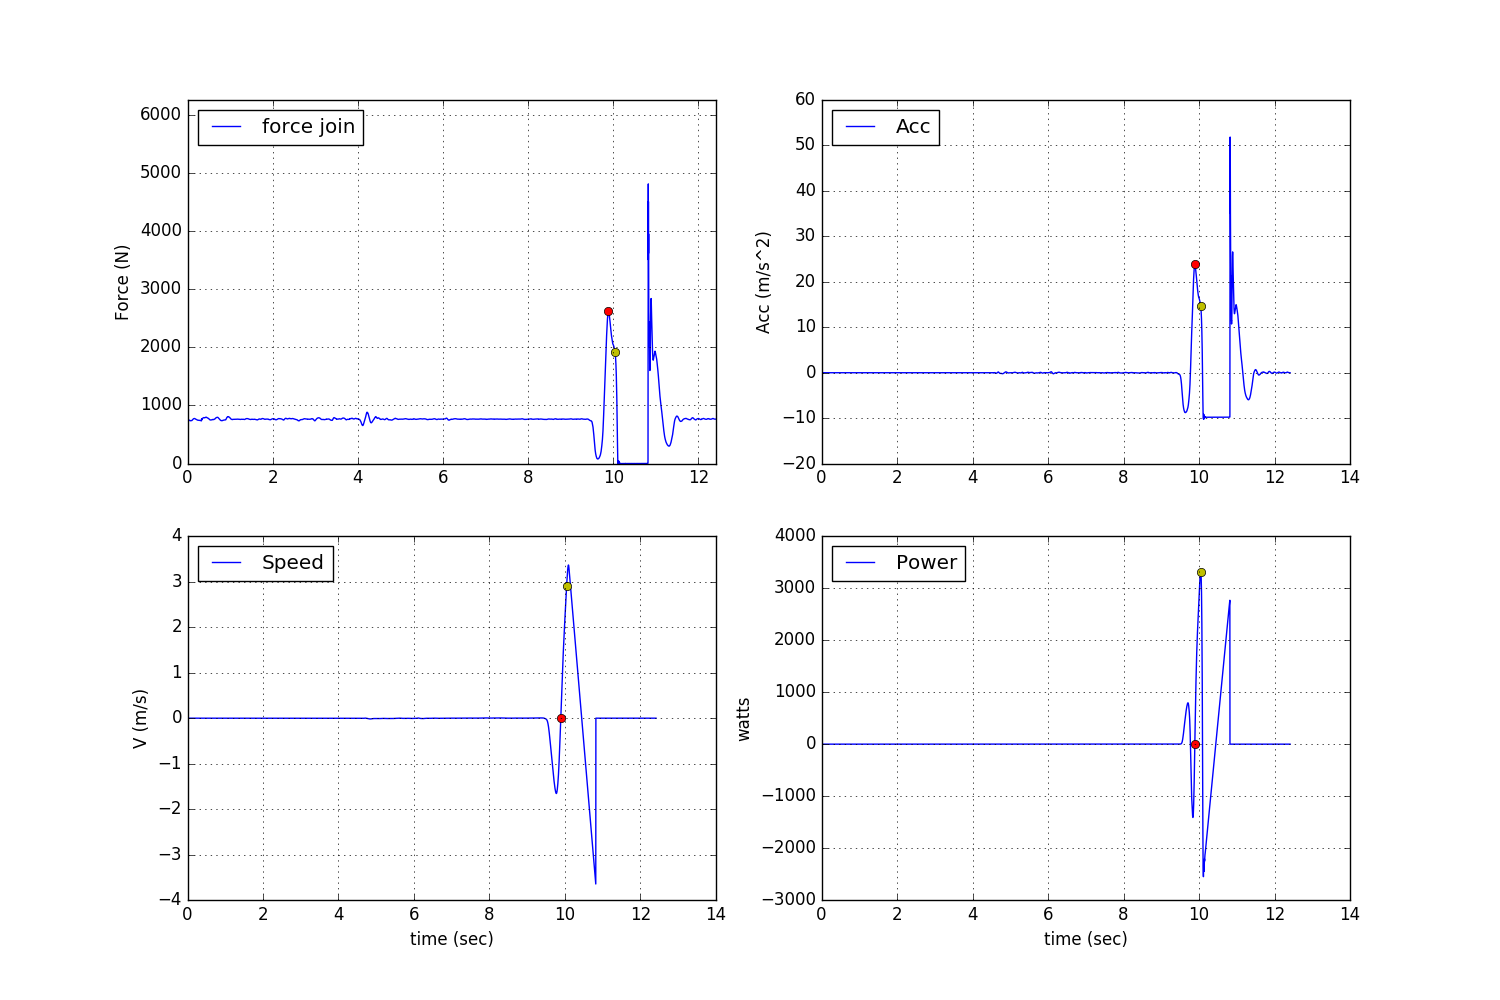 force join
Force (N)
6000
5000
4000
3000
2000
1000
0
0 2 4 6 8 10 12
Acc
Acc (m/s^2)
60
50
40
30
20
10
0
−10
−20
0 2 4 6 8 10 12 14
Speed
V (m/s)
4
3
2
1
0
−1
−2
−3
−4
0 2 4 6 8 10 12 14
time (sec)
Power
watts
4000
3000
2000
1000
0
−1000
−2000
−3000
0 2 4 6 8 10 12 14
time (sec)